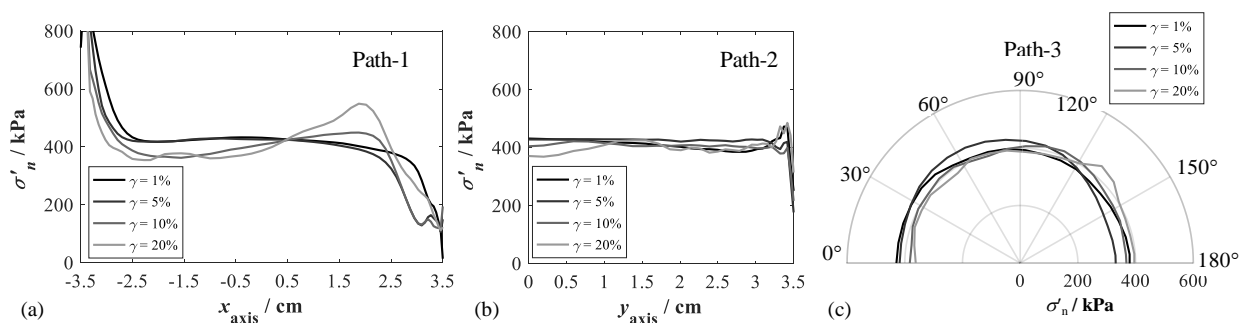 800
600
400
200
0
σ′n / kPa
Path-1
γ = 1%
γ = 5%
γ = 10%
γ = 20%
-3.5 -2.5 -1.5 -0.5 0.5 1.5 2.5 3.5
(a)
x axis / cm
800
600
400
200
0
σ′n / kPa
Path-2
γ = 1%
γ = 5%
γ = 10%
γ = 20%
0 0.5 1 1.5 2 2.5 3 3.5
(b)
y axis / cm
γ = 1%
γ = 5%
γ = 10%
γ = 20%
Path-3
90°
60° 120°
30° 150°
0° 180°
0 200 400 600
(c)
σ′n / kPa